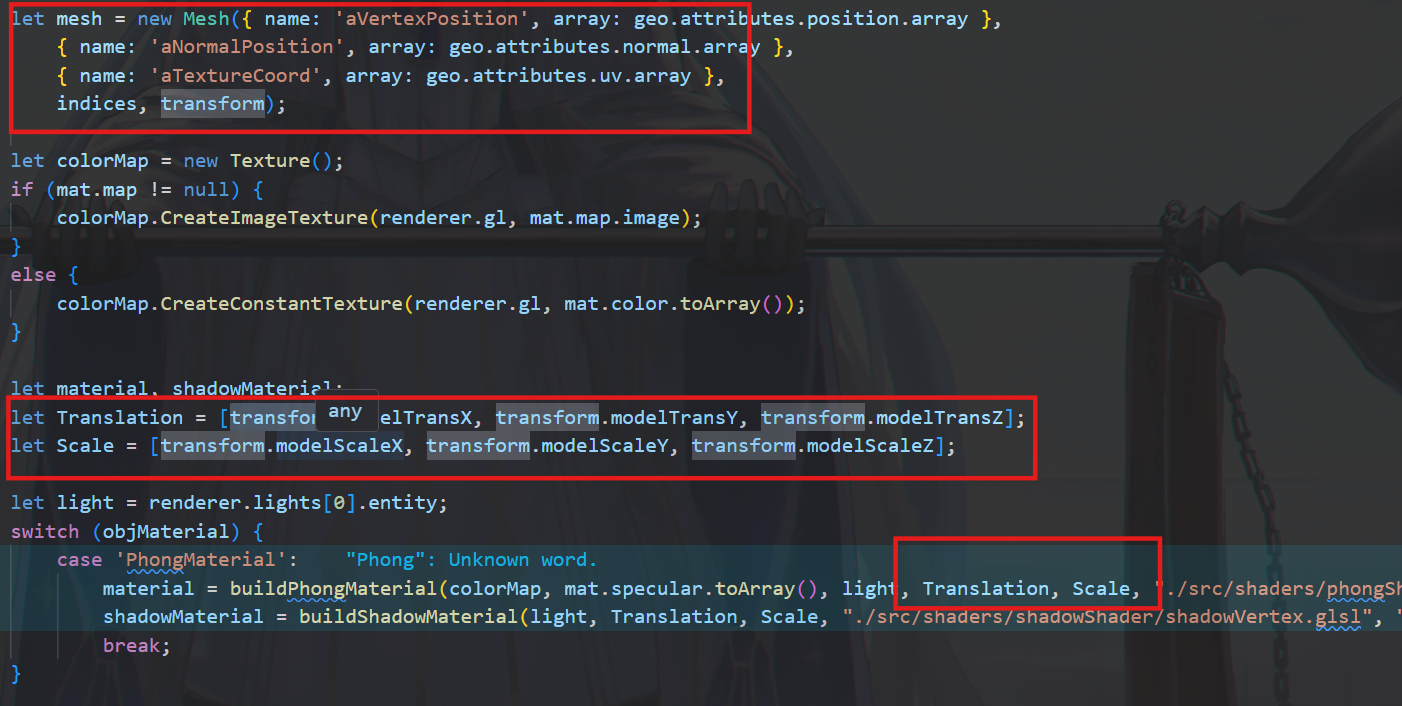 let mesh = new Mesh({ name: 'aVertexPosition', array: geo.attributes.position.array },
{ name: 'aNormalPosition', array: geo.attributes.normal.array },
{ name: 'aTextureCoord', array: geo.attributes.uv.array },
indices, transform);
let colorMap = new Texture();
if (mat.map != null) {
colorMap.CreateImageTexture(renderer.gl, mat.map.image);
}
else {
colorMap.CreateConstantTexture(renderer.gl, mat.color.toArray());
}
let material, shadowMaterial;
let Translation = [transfo any elTransX, transform.modelTransY, transform.modelTransZ];
let Scale = [transform.modelScaleX, transform.modelScaleY, transform.modelScaleZ];
let light = renderer.lights[0].entity;
switch (objMaterial) {
case 'PhongMaterial': "Phong": Unknown word.
material = buildPhongMaterial(colorMap, mat.specular.toArray(), light, Translation, Scale, "./src/shaders/phongSh
shadowMaterial = buildShadowMaterial(light, Translation, Scale, "./src/shaders/shadowShader/shadowVertex.glsl", "
break;
}